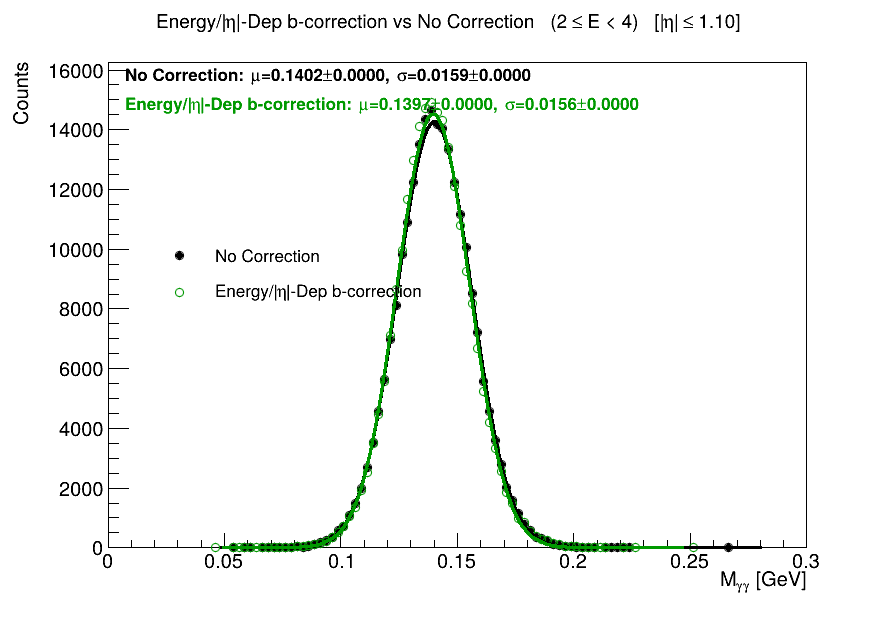 Energy/|η|-Dep b-correction vs No Correction (2 ≤ E < 4) [|η| ≤ 1.10]
Counts
16000
14000
12000
10000
8000
6000
4000
2000
0
No Correction: μ=0.1402±0.0000, σ=0.0159±0.0000
Energy/|η|-Dep b-correction: μ=0.1397±0.0000, σ=0.0156±0.0000
No Correction
Energy/|η|-Dep b-correction
0 0.05 0.1 0.15 0.2 0.25 0.3
Mγγ [GeV]